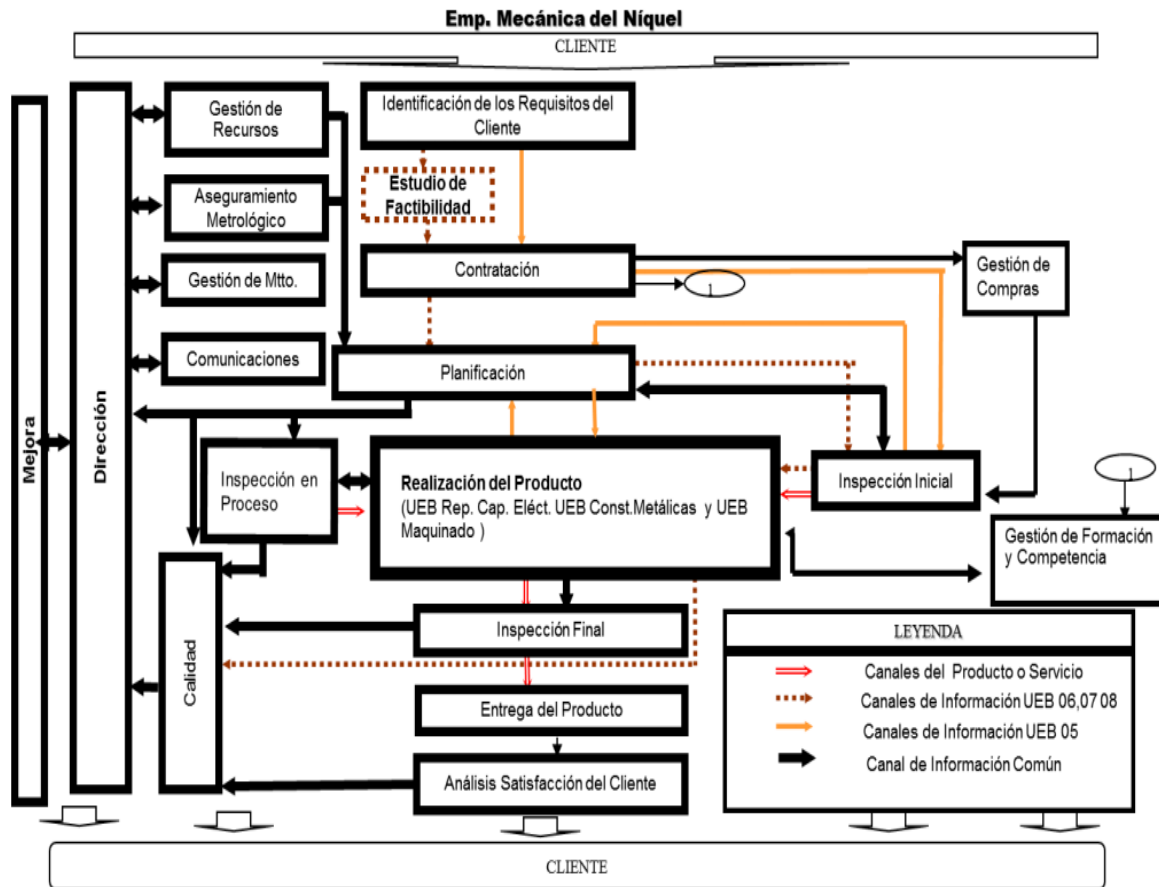 Emp. Mecánica del Níquel
CLIENTE
Gestión de
Recursos
Identificación de los Requisitos del
Cliente
Estudio de
Factibilidad
Aseguramiento
Metrológico
Contratación
1
Gestión de
Compras
Gestión de Mtto.
Comunicaciones
Planificación
Mejora
Dirección
Inspección en
Proceso
Realización del Producto
(UEB Rep. Cap. Eléct. UEB Const.Metálicas y UEB
Maquinado )
Inspección Inicial
1
Gestión de Formación
y Competencia
Calidad
Inspección Final
Entrega del Producto
Análisis Satisfacción del Cliente
LEYENDA
Canales del Producto o Servicio
Canales de Información UEB 06,07 08
Canales de Información UEB 05
Canal de Información Común
CLIENTE